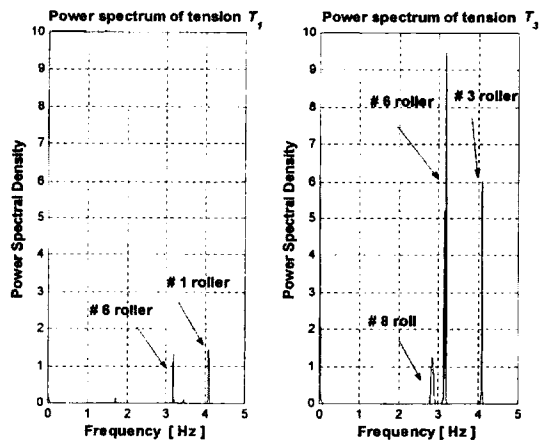 Power spectrum of tension T1
Power Spectral Density
10
9
8
7
6
5
4
3
2
1
0
# 6 roller
# 1 roller
0 1 2 3 4 5
Frequency [ Hz ]
Power spectrum of tension T3
Power Spectral Density
10
9
8
7
6
5
4
3
2
1
0
# 6 roller
# 3 roller
# 8 roll
0 1 2 3 4 5
Frequency [ Hz ]